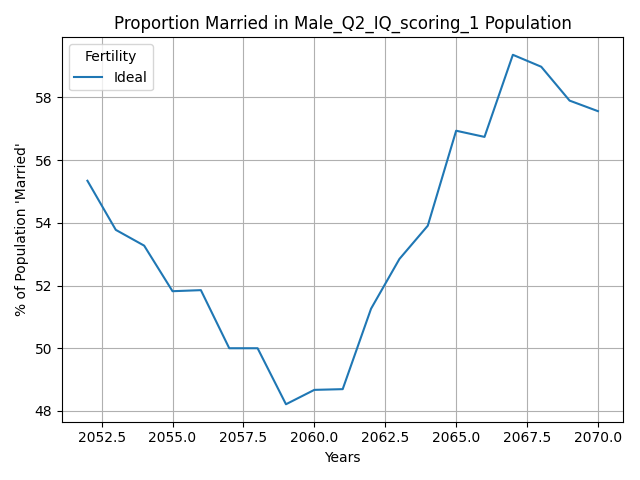 Proportion Married in Male_Q2_IQ_scoring_1 Population
Fertility
Ideal
% of Population 'Married'
58
56
54
52
50
48
2052.5 2055.0 2057.5 2060.0 2062.5 2065.0 2067.5 2070.0
Years